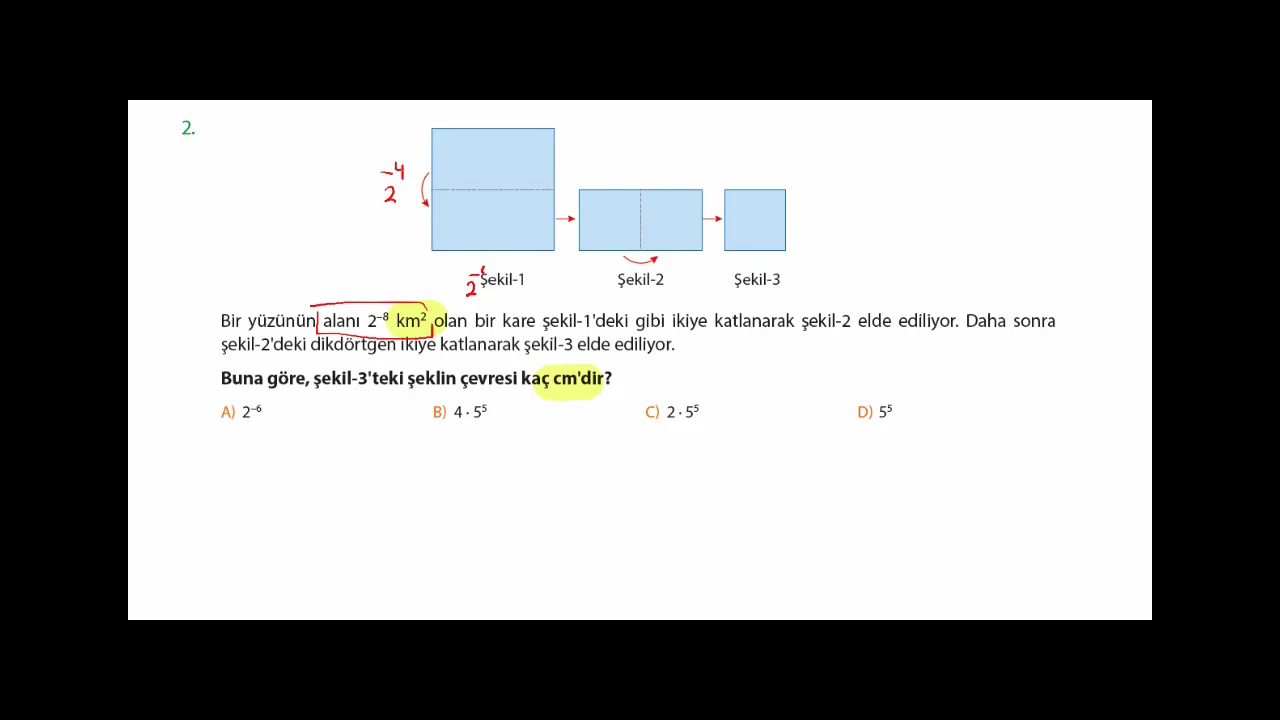 2.
-4
2
2
Şekil-1 Şekil-2 Şekil-3
Bir yüzünün alanı 2⁻⁸ km² olan bir kare şekil-1'deki gibi ikiye katlanarak şekil-2 elde ediliyor. Daha sonra
şekil-2'deki dikdörtgen ikiye katlanarak şekil-3 elde ediliyor.
Buna göre, şekil-3'teki şeklin çevresi kaç cm'dir?
A) 2⁻⁶ B) 4 · 5⁵ C) 2 · 5⁵ D) 5⁵